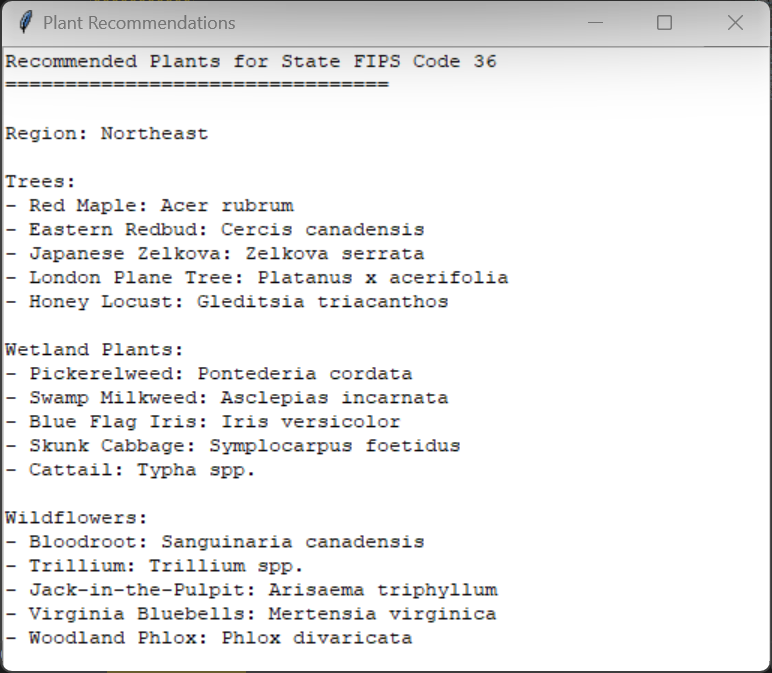 Plant Recommendations
Recommended Plants for State FIPS Code 36
================================
Region: Northeast
Trees:
- Red Maple: Acer rubrum
- Eastern Redbud: Cercis canadensis
- Japanese Zelkova: Zelkova serrata
- London Plane Tree: Platanus x acerifolia
- Honey Locust: Gleditsia triacanthos
Wetland Plants:
- Pickerelweed: Pontederia cordata
- Swamp Milkweed: Asclepias incarnata
- Blue Flag Iris: Iris versicolor
- Skunk Cabbage: Symplocarpus foetidus
- Cattail: Typha spp.
Wildflowers:
- Bloodroot: Sanguinaria canadensis
- Trillium: Trillium spp.
- Jack-in-the-Pulpit: Arisaema triphyllum
- Virginia Bluebells: Mertensia virginica
- Woodland Phlox: Phlox divaricata